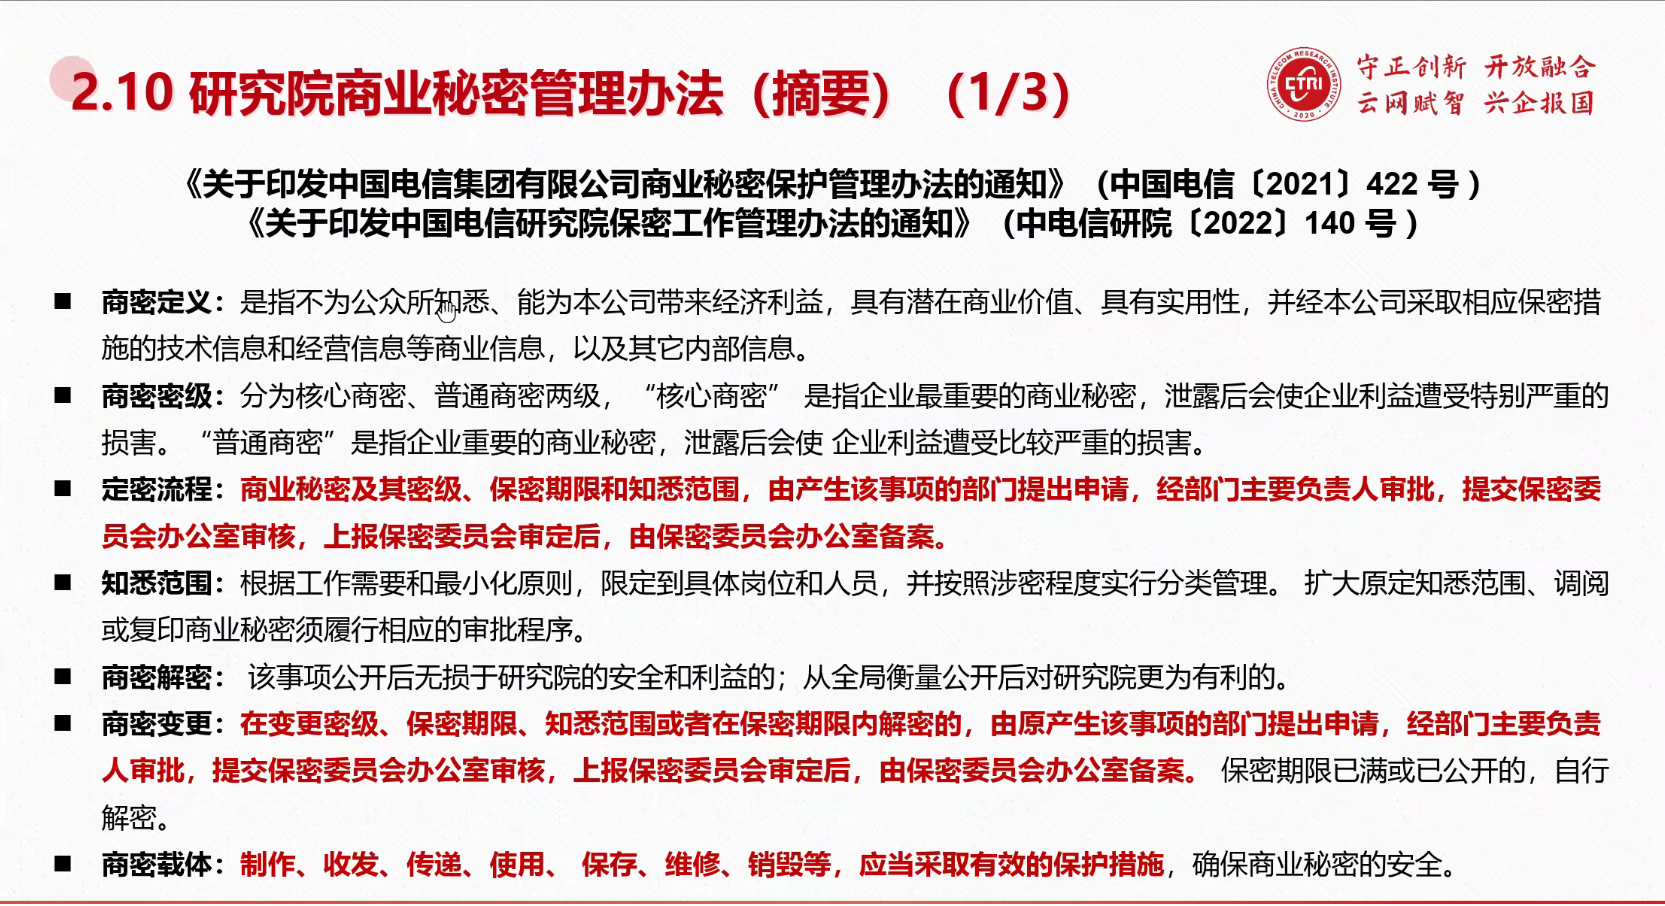 2.10 研究院商业秘密管理办法（摘要）（1/3）
CHINA TELECOM RESEARCH INSTITUTE
CTRI
2020
守正创新 开放融合
云网赋智 兴企报国
《关于印发中国电信集团有限公司商业秘密保护管理办法的通知》（中国电信〔2021〕422 号）
《关于印发中国电信研究院保密工作管理办法的通知》（中电信研院〔2022〕140 号）
■ 商密定义：是指不为公众所知悉、能为本公司带来经济利益，具有潜在商业价值、具有实用性，并经本公司采取相应保密措
施的技术信息和经营信息等商业信息，以及其它内部信息。
■ 商密密级：分为核心商密、普通商密两级，“核心商密” 是指企业最重要的商业秘密，泄露后会使企业利益遭受特别严重的
损害。“普通商密”是指企业重要的商业秘密，泄露后会使 企业利益遭受比较严重的损害。
■ 定密流程：商业秘密及其密级、保密期限和知悉范围，由产生该事项的部门提出申请，经部门主要负责人审批，提交保密委
员会办公室审核，上报保密委员会审定后，由保密委员会办公室备案。
■ 知悉范围：根据工作需要和最小化原则，限定到具体岗位和人员，并按照涉密程度实行分类管理。 扩大原定知悉范围、调阅
或复印商业秘密须履行相应的审批程序。
■ 商密解密： 该事项公开后无损于研究院的安全和利益的；从全局衡量公开后对研究院更为有利的。
■ 商密变更：在变更密级、保密期限、知悉范围或者在保密期限内解密的，由原产生该事项的部门提出申请，经部门主要负责
人审批，提交保密委员会办公室审核，上报保密委员会审定后，由保密委员会办公室备案。 保密期限已满或已公开的，自行
解密。
■ 商密载体：制作、收发、传递、使用、 保存、维修、销毁等，应当采取有效的保护措施，确保商业秘密的安全。